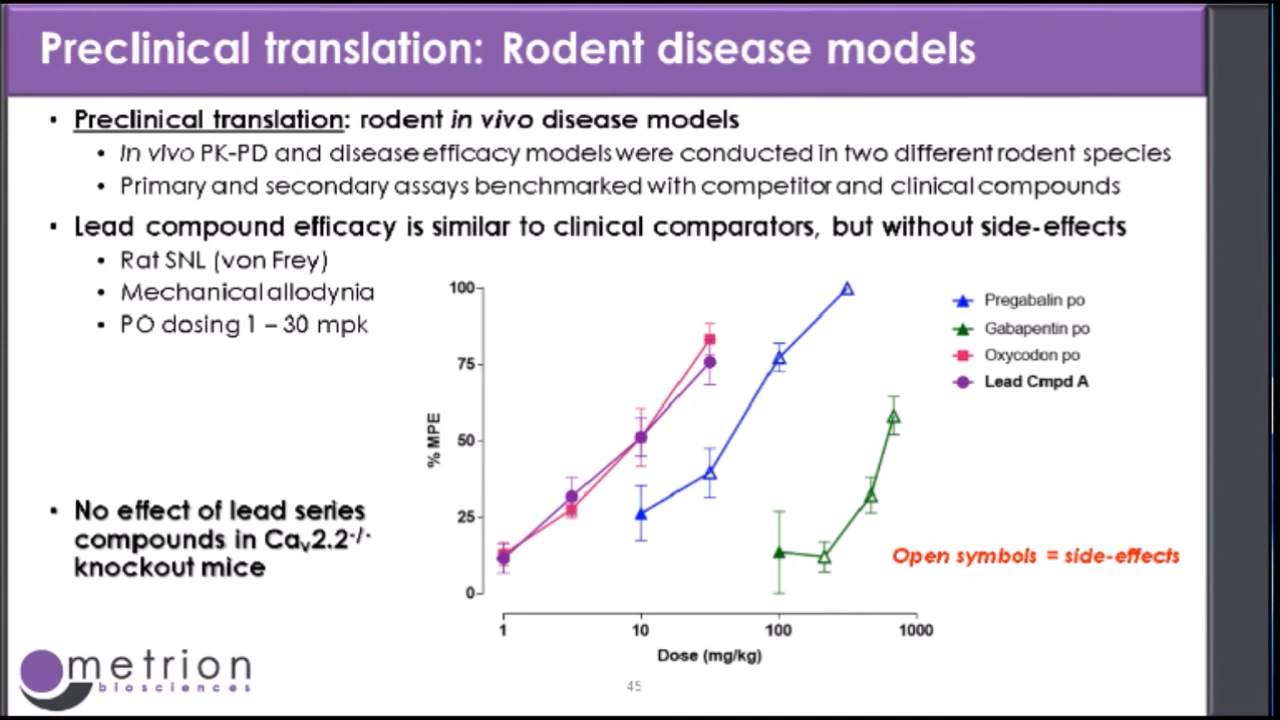 Preclinical translation: Rodent disease models
• Preclinical translation: rodent in vivo disease models
• In vivo PK-PD and disease efficacy models were conducted in two different rodent species
• Primary and secondary assays benchmarked with competitor and clinical compounds
• Lead compound efficacy is similar to clinical comparators, but without side-effects
• Rat SNL (von Frey)
• Mechanical allodynia
• PO dosing 1 – 30 mpk
• No effect of lead series
compounds in Caᵥ2.2⁻/⁻
knockout mice
% MPE
100
75
50
25
0
1
10
100
1000
Dose (mg/kg)
Pregabalin po
Gabapentin po
Oxycodon po
Lead Cmpd A
Open symbols = side-effects
metrion
biosciences
45